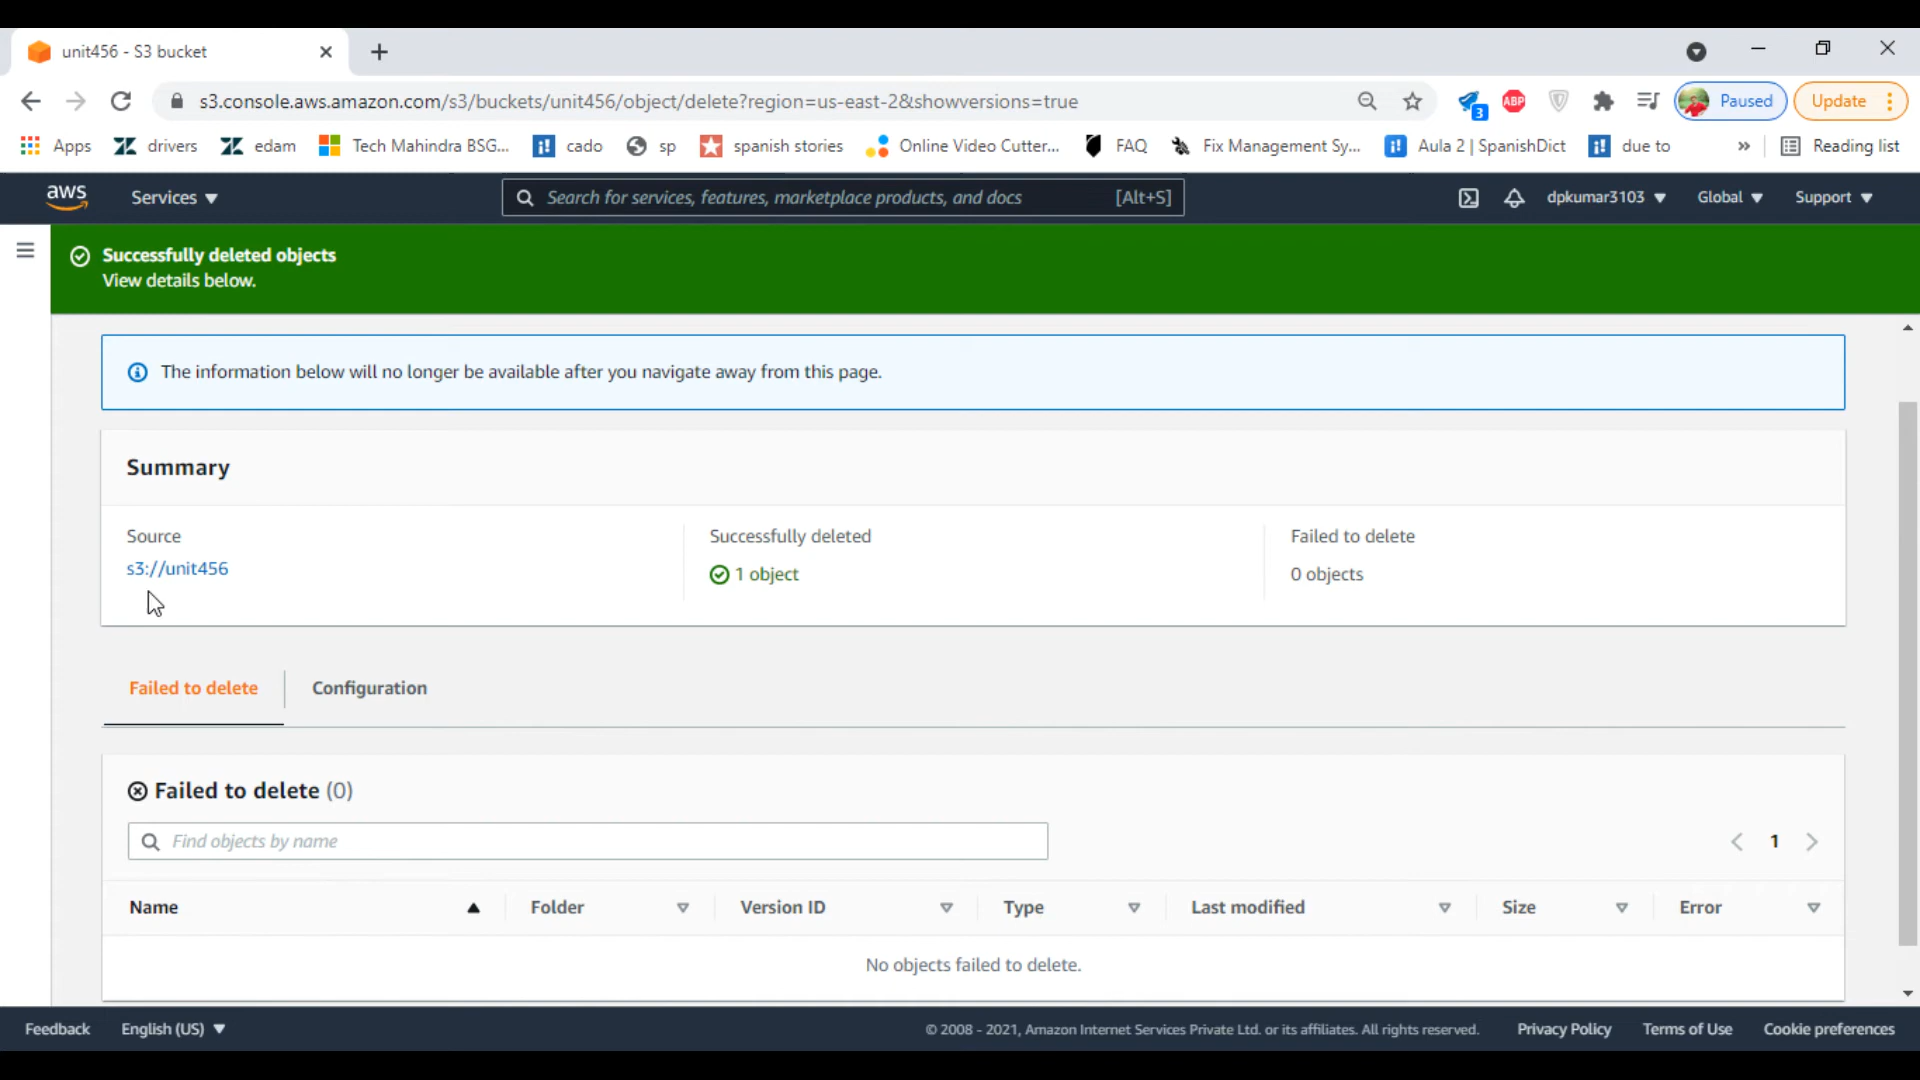 unit456 - S3 bucket
s3.console.aws.amazon.com/s3/buckets/unit456/object/delete?region=us-east-2&showversions=true
3
ABP
Paused
Update
Apps
drivers
edam
Tech Mahindra BSG...
cado
sp
spanish stories
Online Video Cutter...
FAQ
Fix Management Sy...
Aula 2 | SpanishDict
due to
»
Reading list
aws
Services
Search for services, features, marketplace products, and docs
[Alt+S]
dpkumar3103
Global
Support
Successfully deleted objects
View details below.
The information below will no longer be available after you navigate away from this page.
Summary
Source
s3://unit456
Successfully deleted
1 object
Failed to delete
0 objects
Failed to delete
Configuration
Failed to delete (0)
Find objects by name
1
Name
Folder
Version ID
Type
Last modified
Size
Error
No objects failed to delete.
Feedback
English (US)
© 2008 - 2021, Amazon Internet Services Private Ltd. or its affiliates. All rights reserved.
Privacy Policy
Terms of Use
Cookie preferences